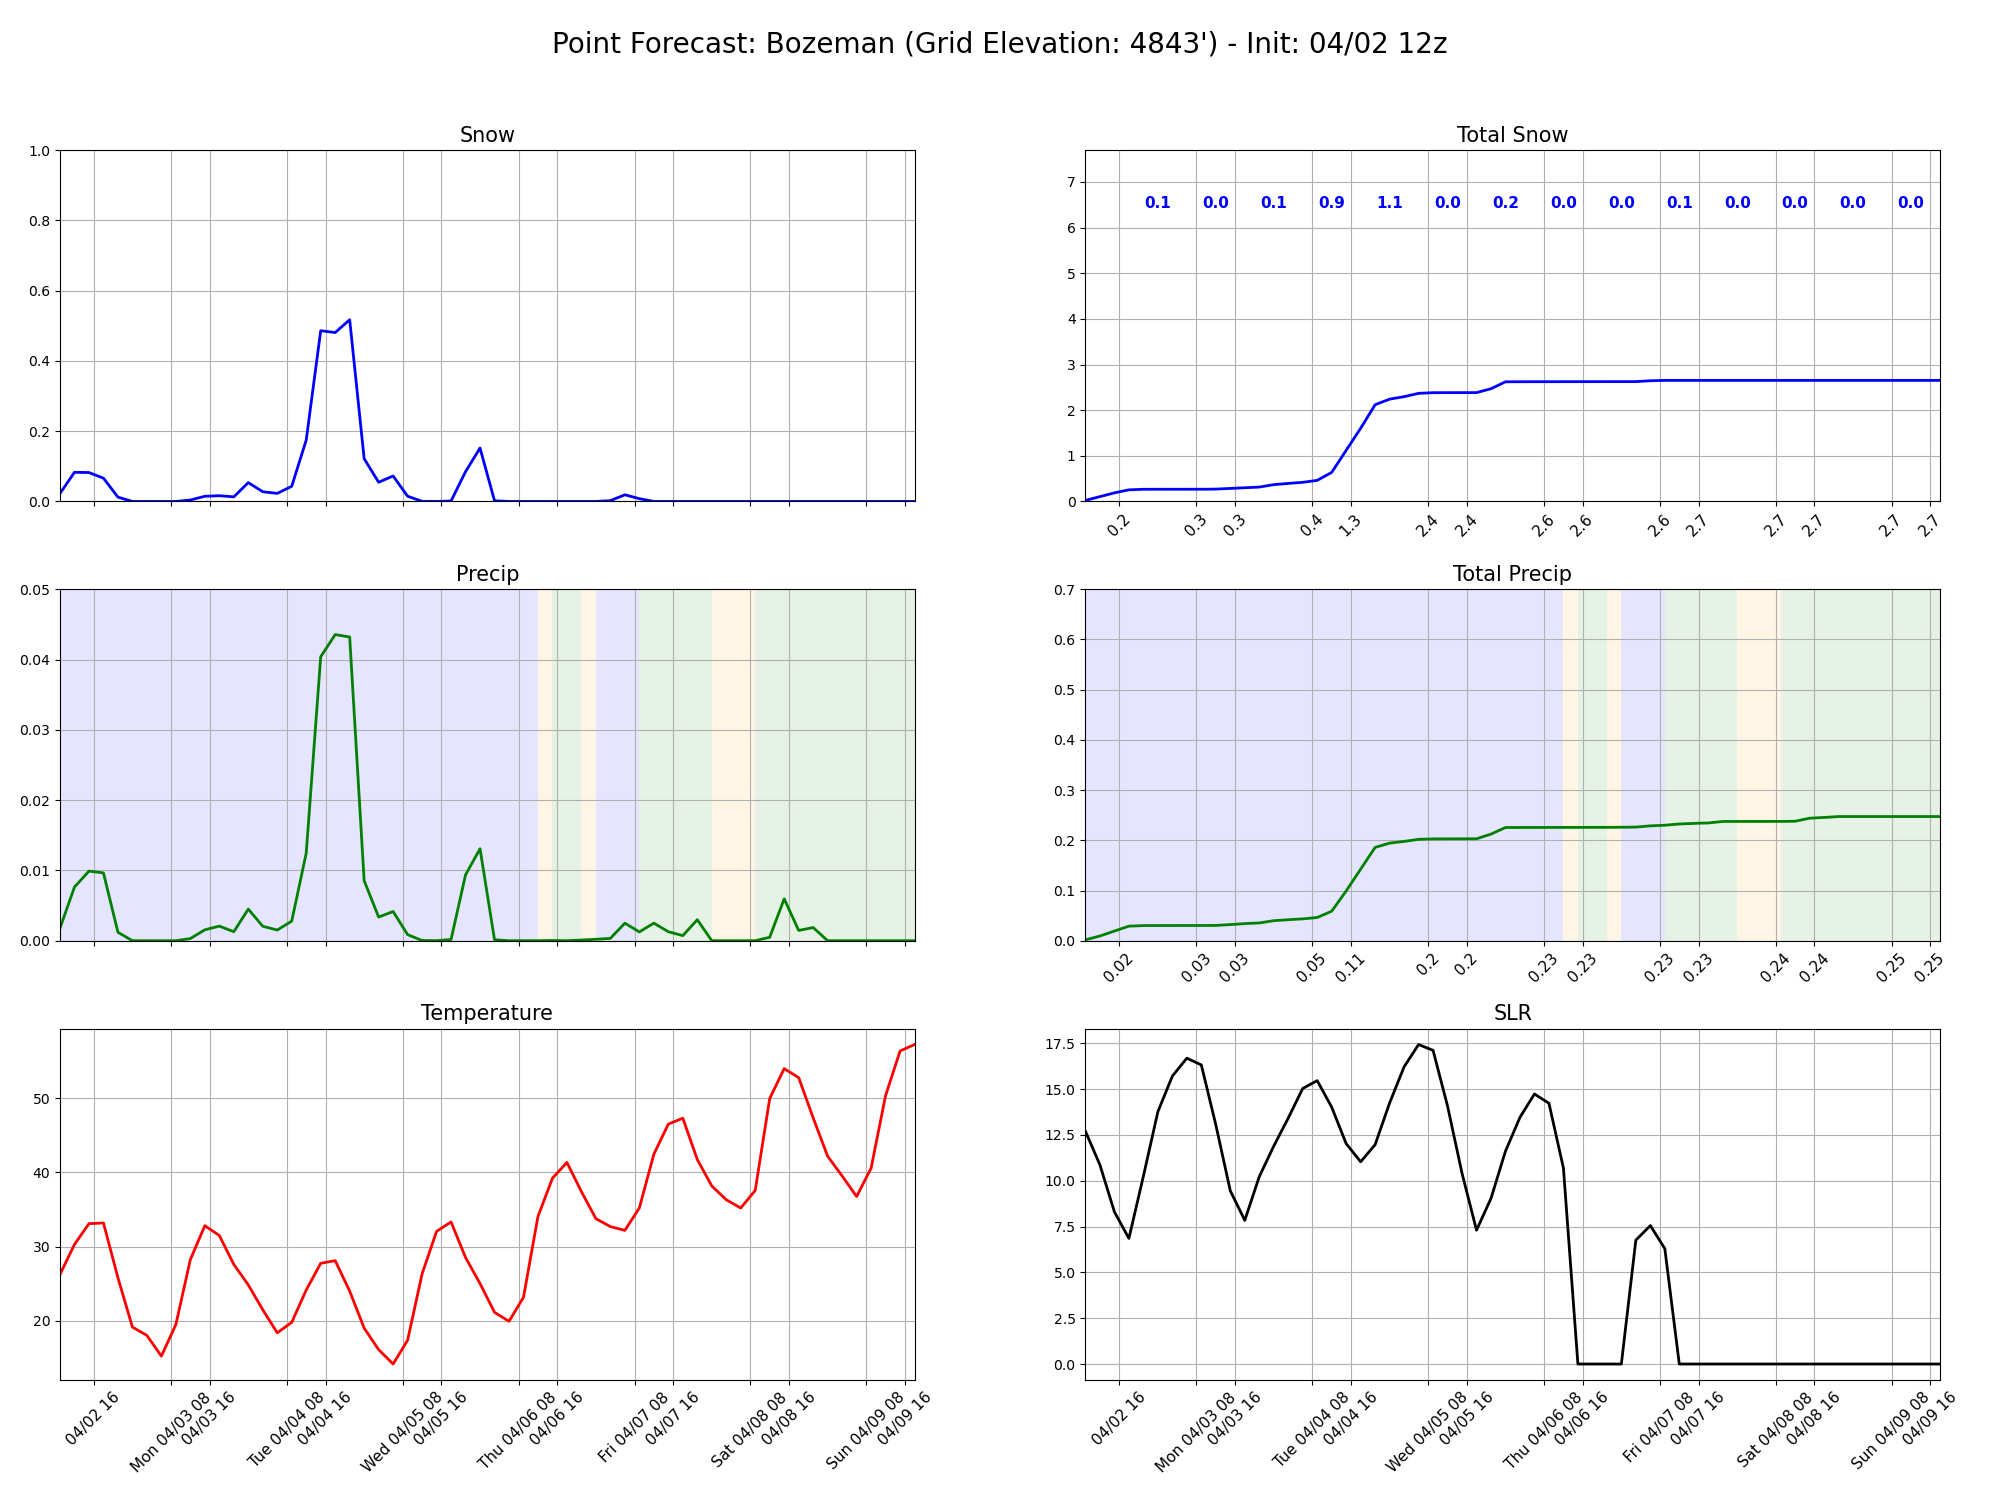 Point Forecast: Bozeman (Grid Elevation: 4843') - Init: 04/02 12z
Snow
1.0
0.8
0.6
0.4
0.2
0.0
Total Snow
7
6
5
4
3
2
1
0
0.1 0.0 0.1 0.9 1.1 0.0 0.2 0.0 0.0 0.1 0.0 0.0 0.0 0.0
0.2 0.3 0.3 0.4 1.3 2.4 2.4 2.6 2.6 2.6 2.7 2.7 2.7 2.7 2.7
Precip
0.05
0.04
0.03
0.02
0.01
0.00
Total Precip
0.7
0.6
0.5
0.4
0.3
0.2
0.1
0.0
0.02 0.03 0.03 0.05 0.11 0.2 0.2 0.23 0.23 0.23 0.23 0.24 0.24 0.25 0.25
Temperature
50
40
30
20
04/02 16
Mon 04/03 08
04/03 16
Tue 04/04 08
04/04 16
Wed 04/05 08
04/05 16
Thu 04/06 08
04/06 16
Fri 04/07 08
04/07 16
Sat 04/08 08
04/08 16
Sun 04/09 08
04/09 16
SLR
17.5
15.0
12.5
10.0
7.5
5.0
2.5
0.0
04/02 16
Mon 04/03 08
04/03 16
Tue 04/04 08
04/04 16
Wed 04/05 08
04/05 16
Thu 04/06 08
04/06 16
Fri 04/07 08
04/07 16
Sat 04/08 08
04/08 16
Sun 04/09 08
04/09 16